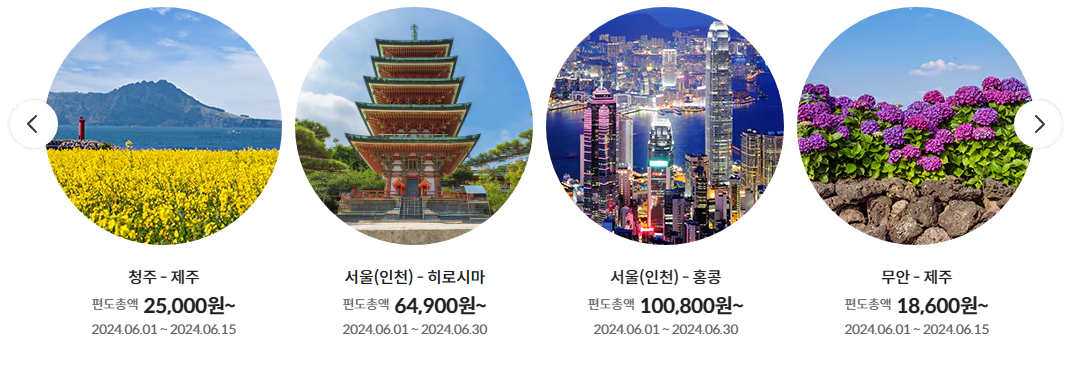 청주 - 제주
편도총액 25,000원~
2024.06.01 ~ 2024.06.15
서울(인천) - 히로시마
편도총액 64,900원~
2024.06.01 ~ 2024.06.30
서울(인천) - 홍콩
편도총액 100,800원~
2024.06.01 ~ 2024.06.30
무안 - 제주
편도총액 18,600원~
2024.06.01 ~ 2024.06.15